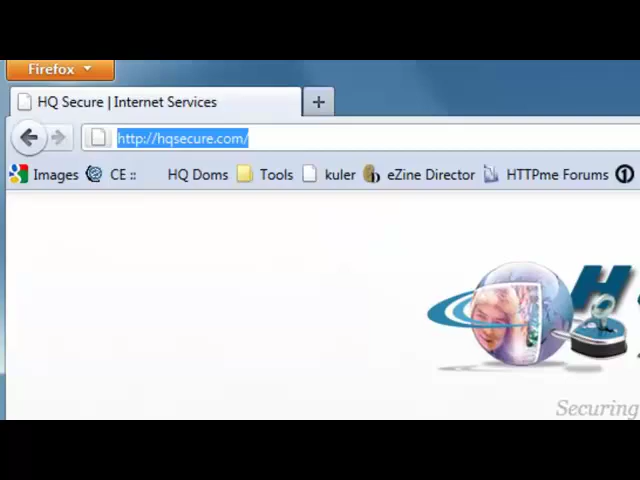 Firefox
HQ Secure | Internet Services
http://hqsecure.com/
Images CE :: HQ Doms Tools kuler eZine Director HTTPme Forums
H
Securing